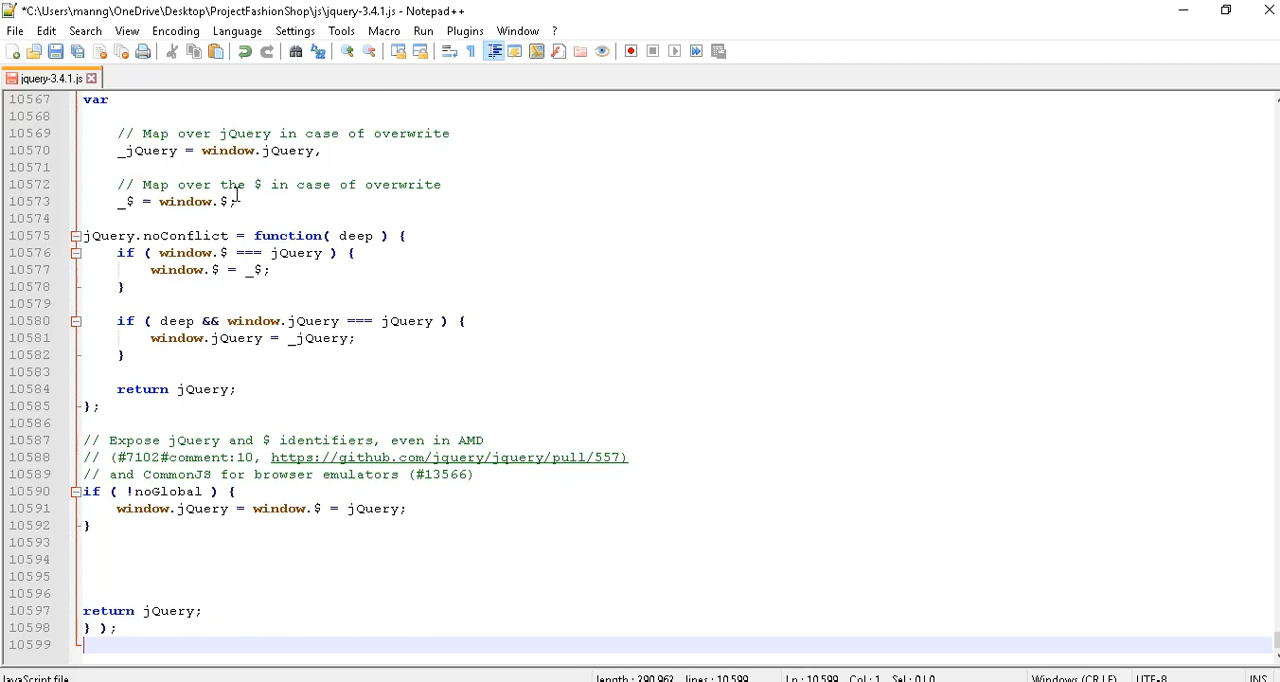 *C:\Users\manng\OneDrive\Desktop\ProjectFashionShop\js\jquery-3.4.1.js - Notepad++
File Edit Search View Encoding Language Settings Tools Macro Run Plugins Window ?
jquery-3.4.1.js
10567 var
10568
10569 // Map over jQuery in case of overwrite
10570 _jQuery = window.jQuery,
10571
10572 // Map over the $ in case of overwrite
10573 _$ = window.$;
10574
10575 jQuery.noConflict = function( deep ) {
10576 if ( window.$ === jQuery ) {
10577 window.$ = _$;
10578 }
10579
10580 if ( deep && window.jQuery === jQuery ) {
10581 window.jQuery = _jQuery;
10582 }
10583
10584 return jQuery;
10585 };
10586
10587 // Expose jQuery and $ identifiers, even in AMD
10588 // (#7102#comment:10, https://github.com/jquery/jquery/pull/557)
10589 // and CommonJS for browser emulators (#13566)
10590 if ( !noGlobal ) {
10591 window.jQuery = window.$ = jQuery;
10592 }
10593
10594
10595
10596
10597 return jQuery;
10598 } );
10599
JavaScript file length : 290,962 lines : 10,599 Ln : 10,599 Col : 1 Sel : 0 | 0 Windows (CR LF) UTF-8 INS